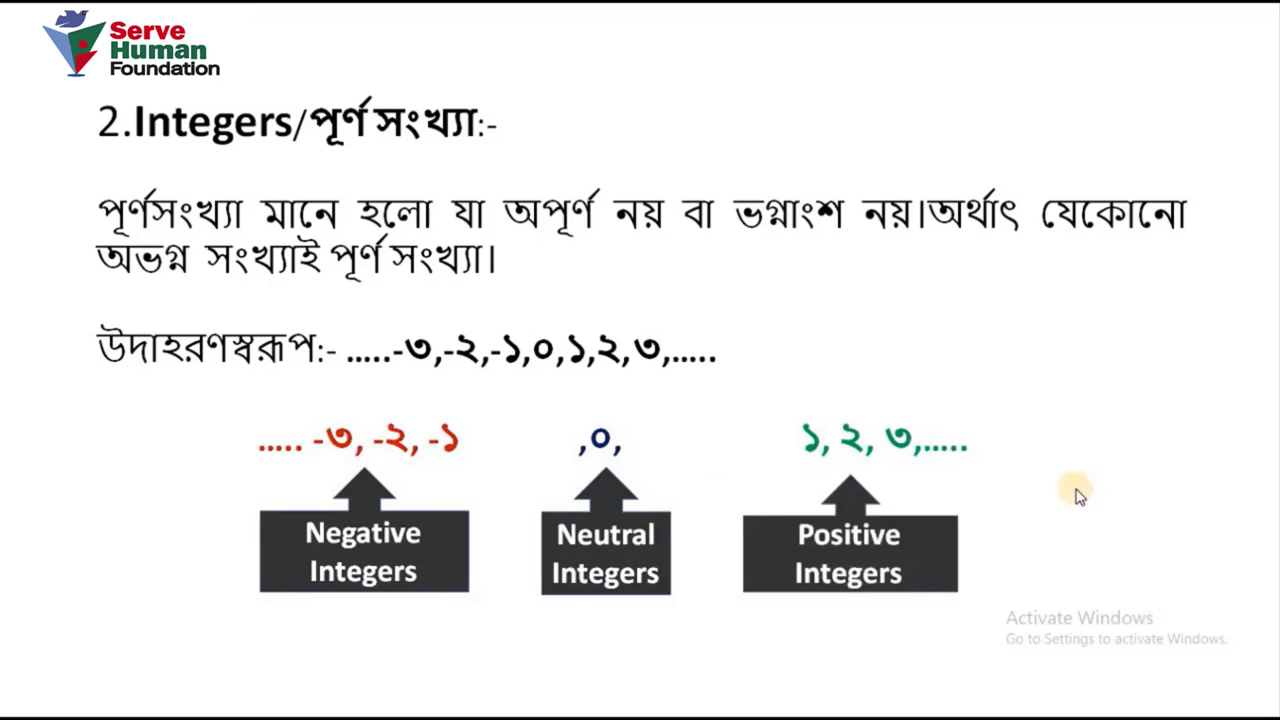 Serve
Human
Foundation
2.Integers/পূর্ণ সংখ্যা:-
পূর্ণসংখ্যা মানে হলো যা অপূর্ণ নয় বা ভগ্নাংশ নয়।অর্থাৎ যেকোনো
অভগ্ন সংখ্যাই পূর্ণ সংখ্যা।
উদাহরণস্বরূপ:- .....-৩,-২,-১,০,১,২,৩,.....
..... -৩, -২, -১ ,০, ১, ২, ৩,.....
Negative
Integers
Neutral
Integers
Positive
Integers
Activate Windows
Go to Settings to activate Windows.